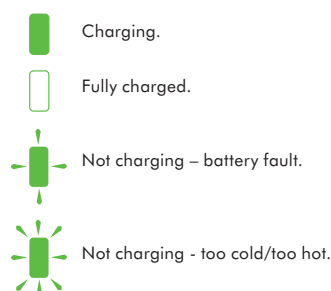 Charging.
Fully charged.
Not charging – battery fault.
Not charging - too cold/too hot.